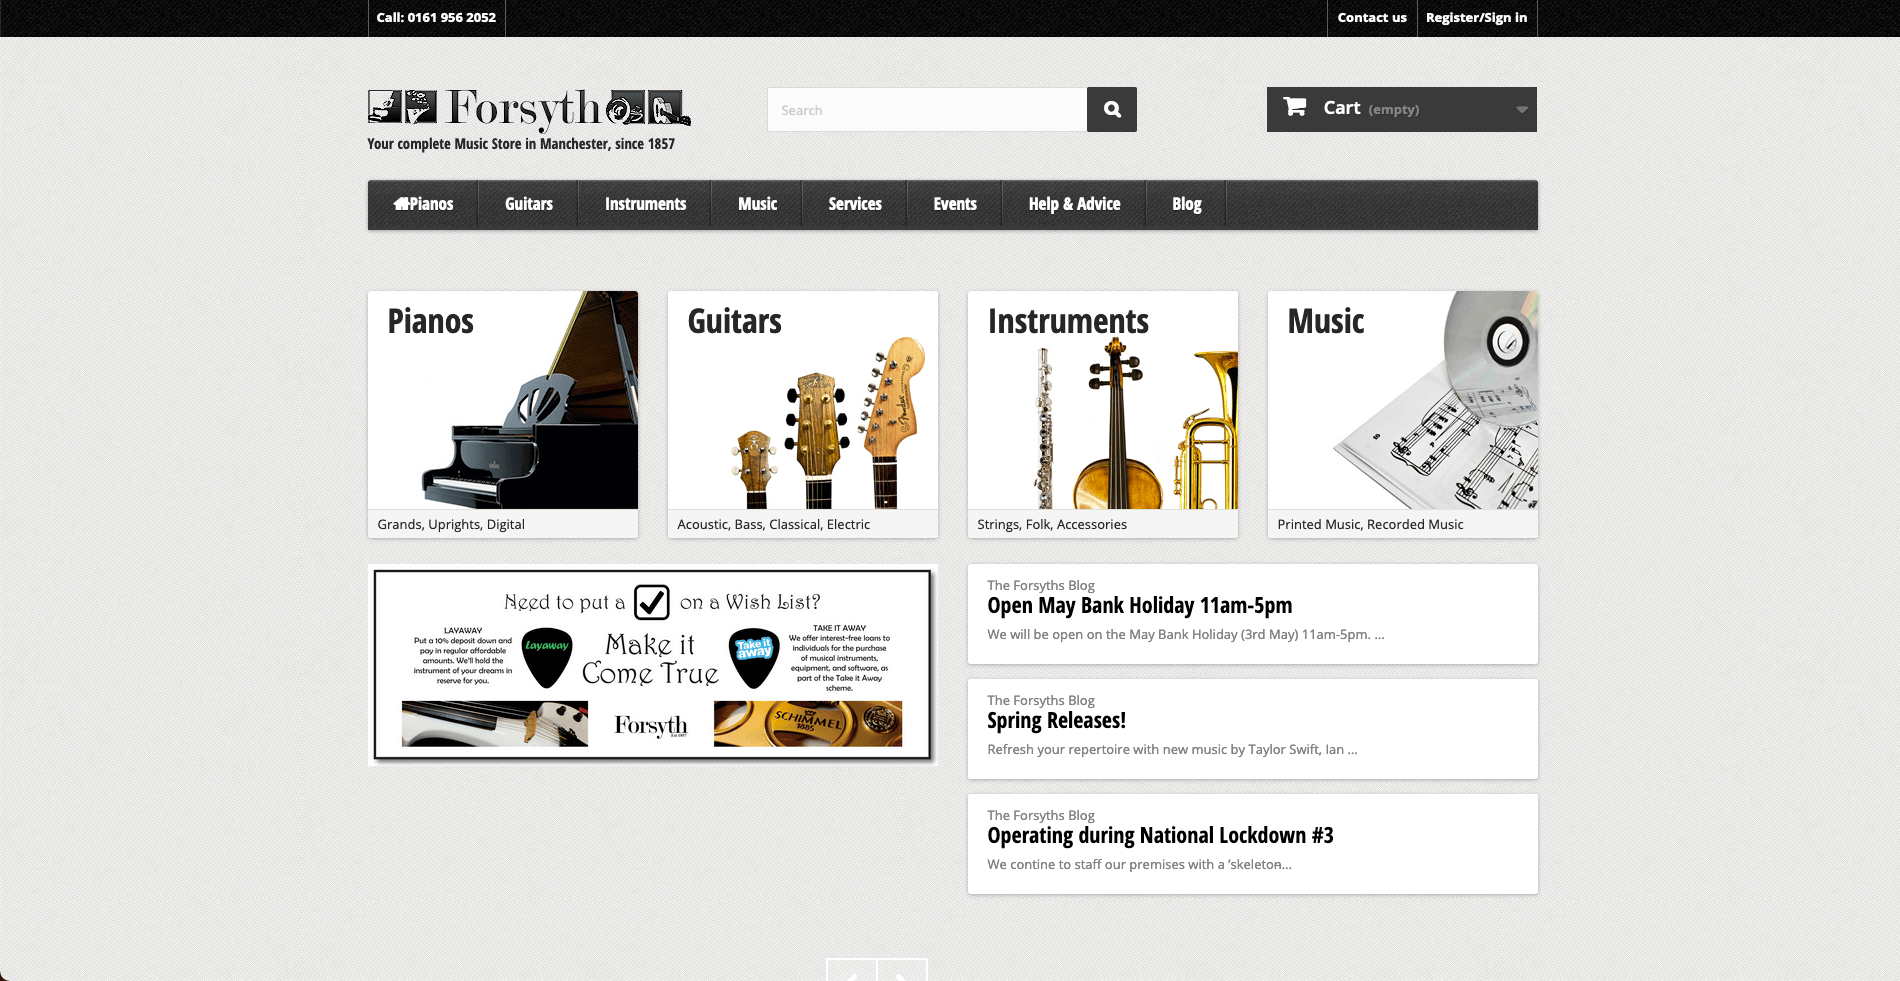 Call: 0161 956 2052
Contact us
Register/Sign in
Forsyth
Your complete Music Store in Manchester, since 1857
Search
Cart (empty)
Pianos
Guitars
Instruments
Music
Services
Events
Help & Advice
Blog
Pianos
Grands, Uprights, Digital
Guitars
Fender
Acoustic, Bass, Classical, Electric
Instruments
Strings, Folk, Accessories
Music
Printed Music, Recorded Music
Need to put a on a Wish List?
LAYAWAY
Put a 10% deposit down and
pay in regular affordable
amounts. We'll hold the
instrument of your dreams in
reserve for you.
Layaway
Make it
Come True
Take it
away
TAKE IT AWAY
We offer interest-free loans to
individuals for the purchase
of musical instruments,
equipment, and software, as
part of the Take it Away
scheme.
Forsyth
Est 1857
SCHIMMEL
1885
The Forsyths Blog
Open May Bank Holiday 11am-5pm
We will be open on the May Bank Holiday (3rd May) 11am-5pm. ...
The Forsyths Blog
Spring Releases!
Refresh your repertoire with new music by Taylor Swift, Ian ...
The Forsyths Blog
Operating during National Lockdown #3
We contine to staff our premises with a 'skeleton...